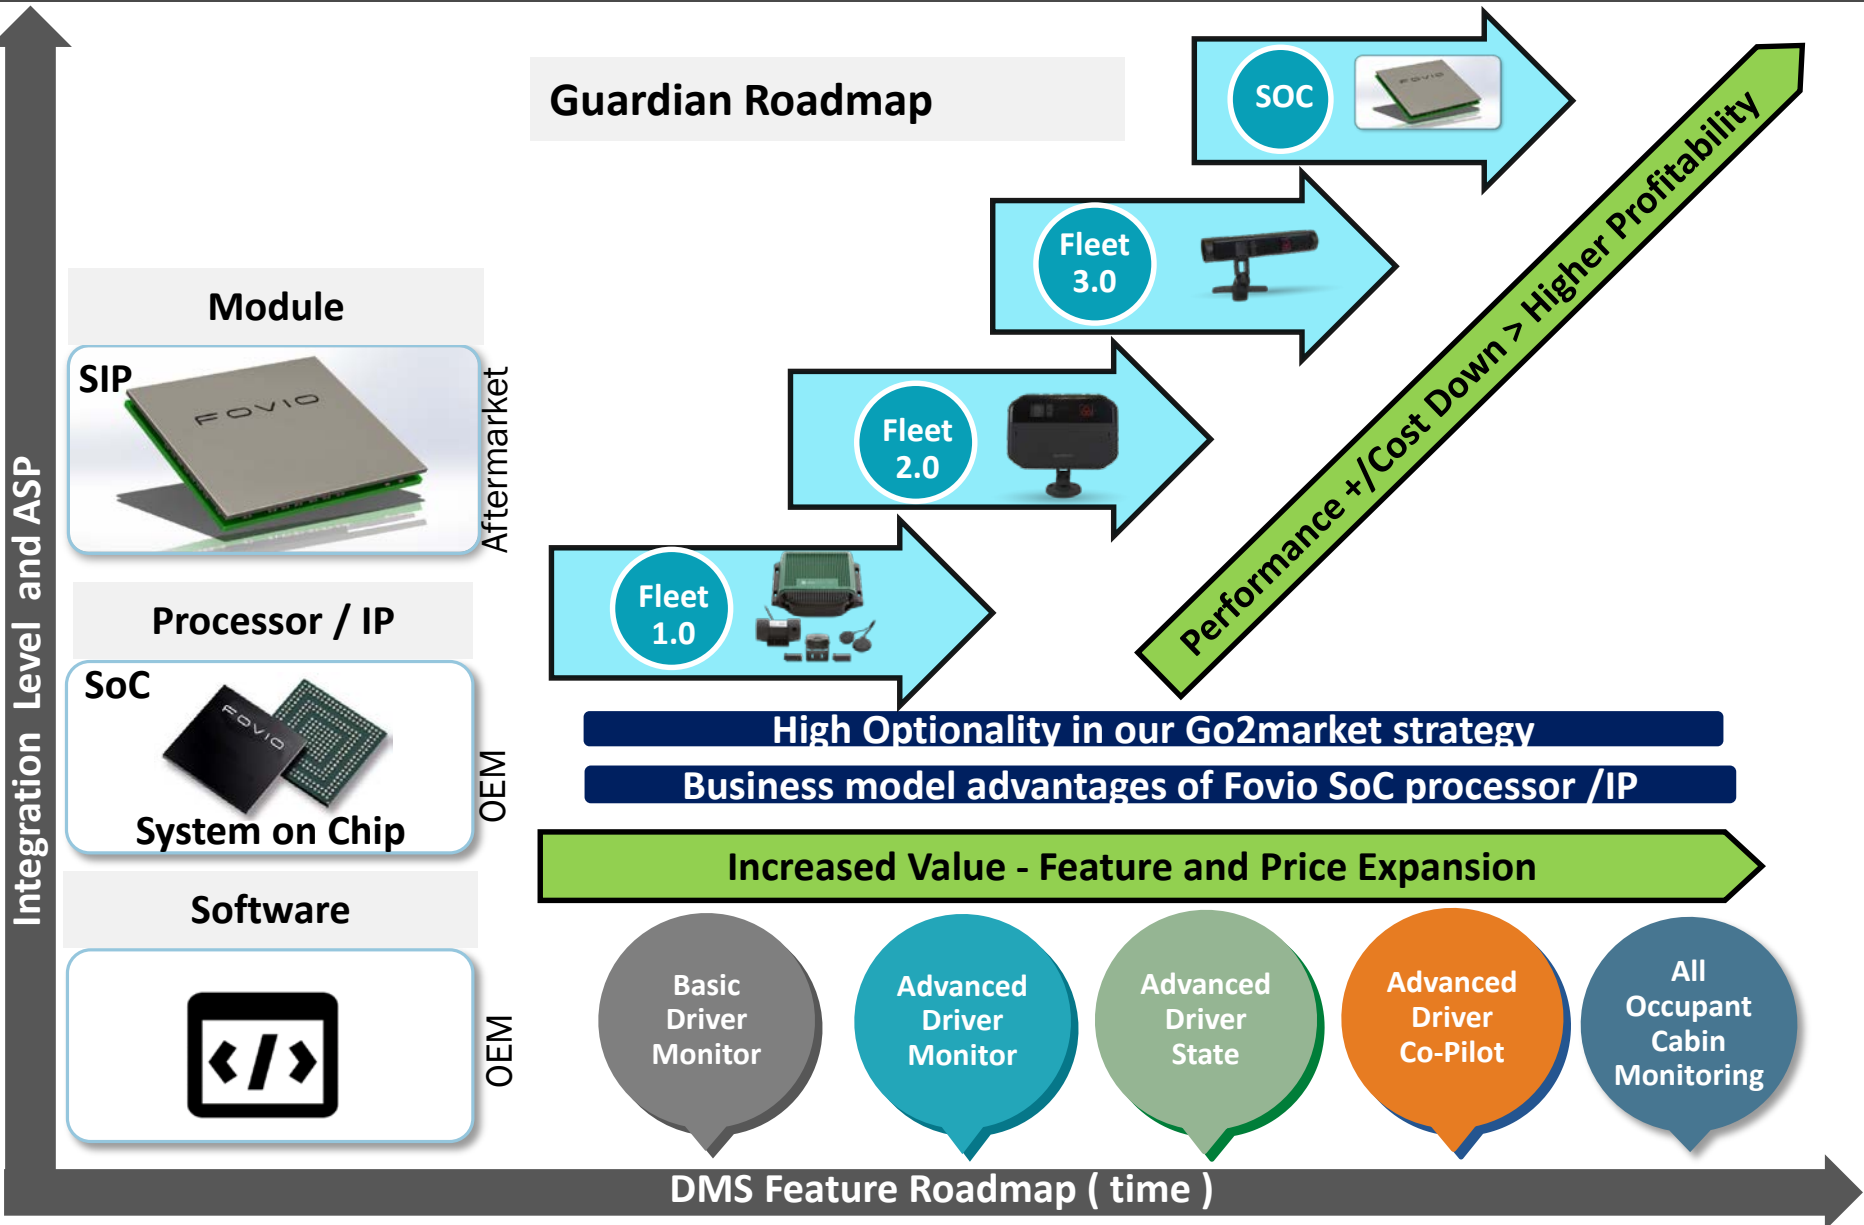 Guardian Roadmap
SOC
FOVIO
Fleet
3.0
Fleet
2.0
Fleet
1.0
Performance +/Cost Down > Higher Profitability
Integration Level and ASP
Module
SIP
FOVIO
Aftermarket
Processor / IP
SoC
FOVIO
System on Chip
OEM
Software
</>
OEM
High Optionality in our Go2market strategy
Business model advantages of Fovio SoC processor /IP
Increased Value - Feature and Price Expansion
Basic
Driver
Monitor
Advanced
Driver
Monitor
Advanced
Driver
State
Advanced
Driver
Co-Pilot
All
Occupant
Cabin
Monitoring
DMS Feature Roadmap ( time )